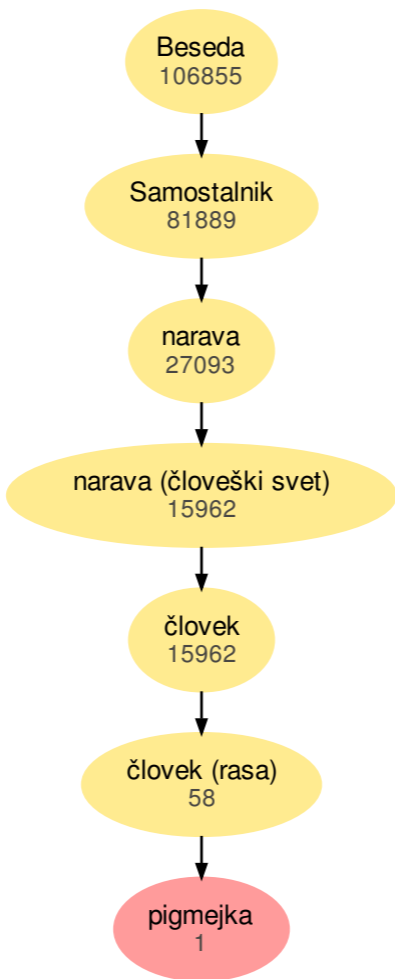 Beseda
106855
Samostalnik
81889
narava
27093
narava (človeški svet)
15962
človek
15962
človek (rasa)
58
pigmejka
1